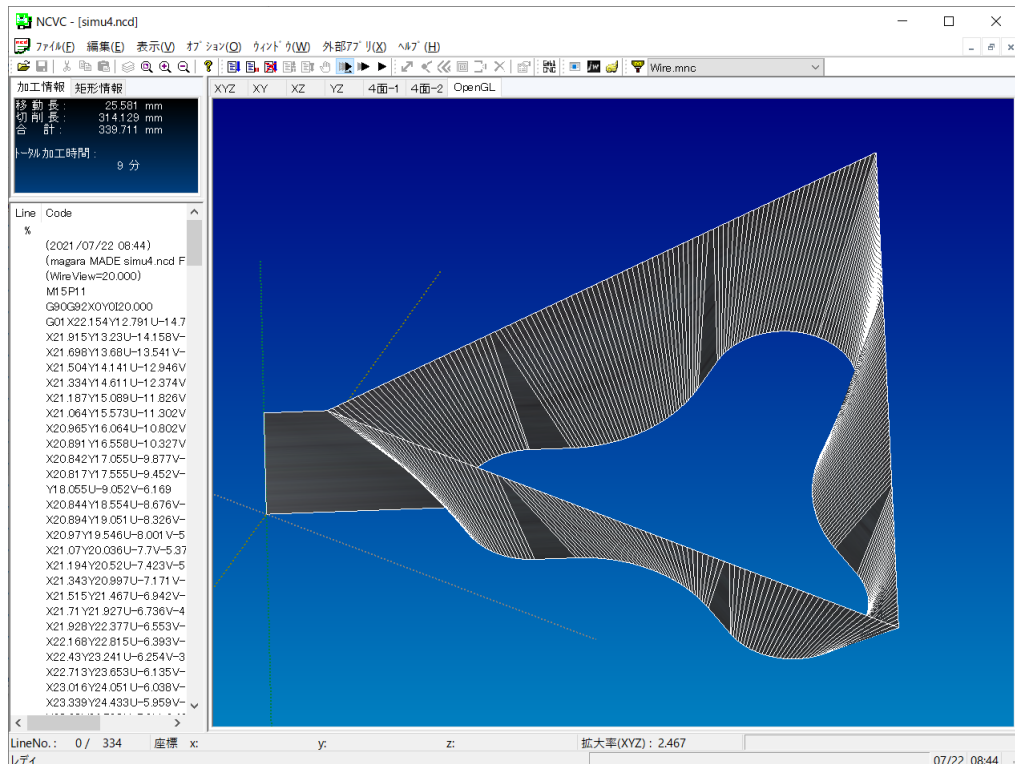 NCVC - [simu4.ncd]
ファイル(F) 編集(E) 表示(V) オプション(O) ウィンドウ(W) 外部アプリ(X) ヘルプ(H)
Wire.mnc
加工情報 矩形情報
XYZ XY XZ YZ 4面-1 4面-2 OpenGL
移動長: 25.581 mm
切削長: 314.129 mm
合 計: 339.711 mm
トータル加工時間:
9 分
Line Code
%
(2021/07/22 08:44)
(magara MADE simu4.ncd F
(WireView=20.000)
M15P11
G90G92X0Y0I20.000
G01X22.154Y12.791U-14.7
X21.915Y13.23U-14.158V-
X21.698Y13.68U-13.541V-
X21.504Y14.141U-12.946V
X21.334Y14.611U-12.374V
X21.187Y15.089U-11.826V
X21.064Y15.573U-11.302V
X20.965Y16.064U-10.802V
X20.891Y16.558U-10.327V
X20.842Y17.055U-9.877V-
X20.817Y17.555U-9.452V-
Y18.055U-9.052V-6.169
X20.844Y18.554U-8.676V-
X20.894Y19.051U-8.326V-
X20.97Y19.546U-8.001V-5
X21.07Y20.036U-7.7V-5.37
X21.194Y20.52U-7.423V-5
X21.343Y20.997U-7.171V-
X21.515Y21.467U-6.942V-
X21.71Y21.927U-6.736V-4
X21.928Y22.377U-6.553V-
X22.168Y22.815U-6.393V-
X22.43Y23.241U-6.254V-3
X22.713Y23.653U-6.135V-
X23.016Y24.051U-6.038V-
X23.339Y24.433U-5.959V-
LineNo.: 0/ 334 座標 x: y: z: 拡大率(XYZ) : 2.467
レディ 07/22 08:44